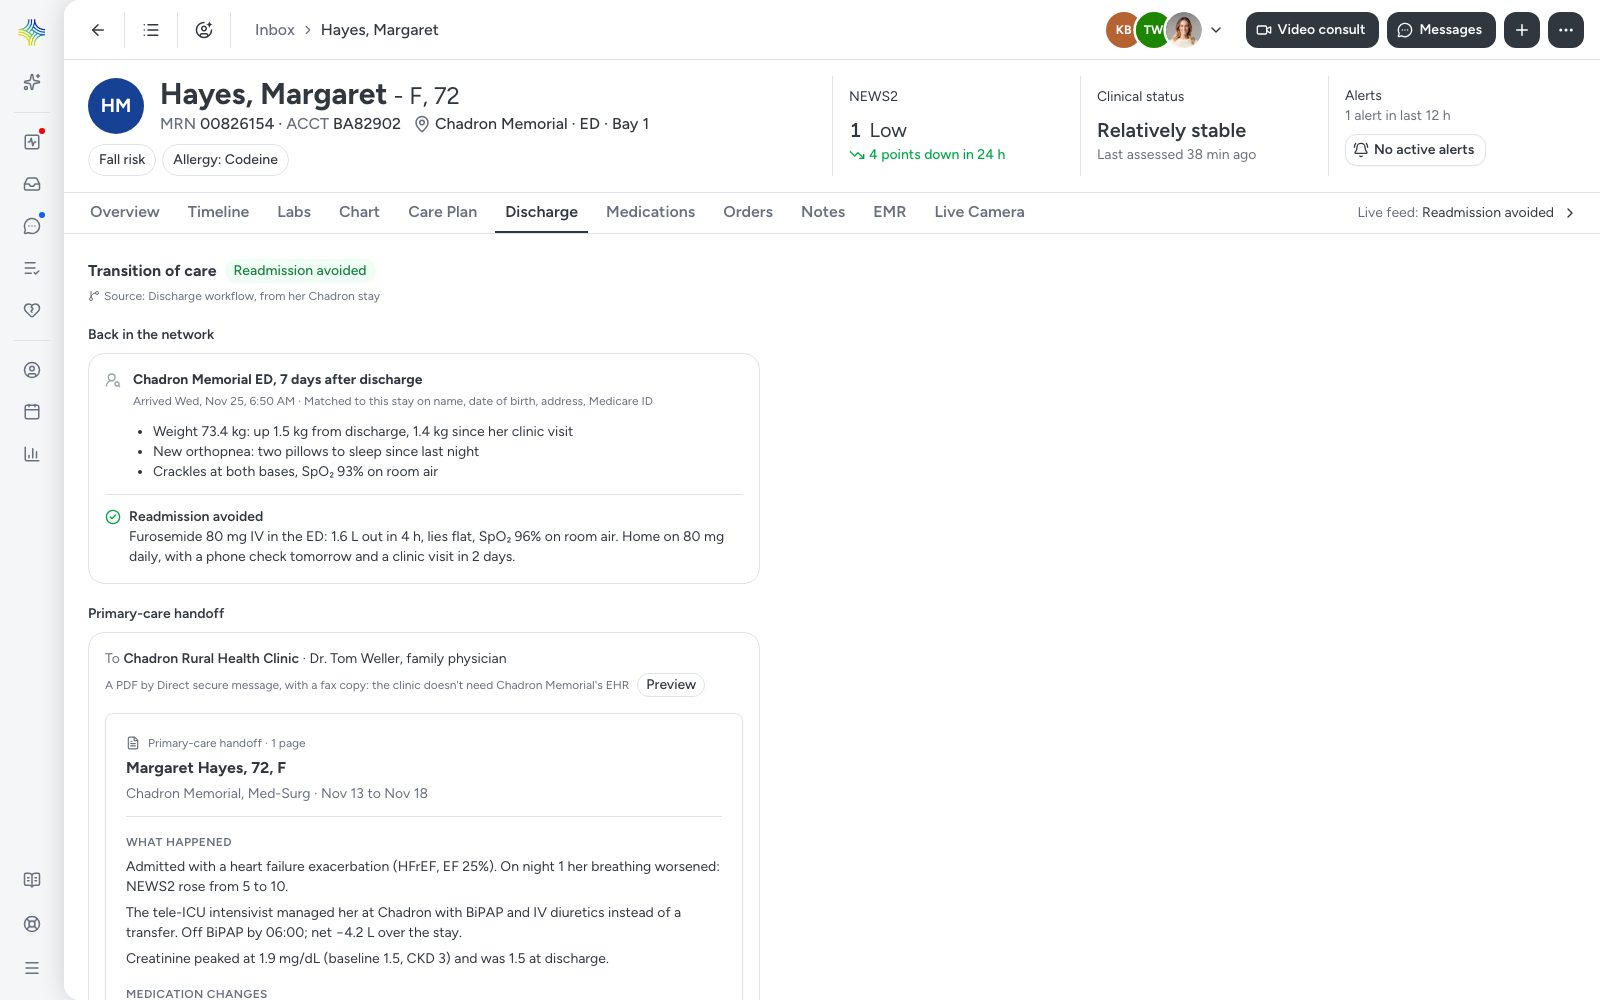 Inbox > Hayes, Margaret
KB TW
Video consult
Messages
HM
Hayes, Margaret - F, 72
MRN 00826154 · ACCT BA82902 Chadron Memorial · ED · Bay 1
Fall risk
Allergy: Codeine
NEWS2
1 Low
4 points down in 24 h
Clinical status
Relatively stable
Last assessed 38 min ago
Alerts
1 alert in last 12 h
No active alerts
Overview Timeline Labs Chart Care Plan Discharge Medications Orders Notes EMR Live Camera
Live feed: Readmission avoided
Transition of care Readmission avoided
Source: Discharge workflow, from her Chadron stay
Back in the network
Chadron Memorial ED, 7 days after discharge
Arrived Wed, Nov 25, 6:50 AM · Matched to this stay on name, date of birth, address, Medicare ID
• Weight 73.4 kg: up 1.5 kg from discharge, 1.4 kg since her clinic visit
• New orthopnea: two pillows to sleep since last night
• Crackles at both bases, SpO₂ 93% on room air
Readmission avoided
Furosemide 80 mg IV in the ED: 1.6 L out in 4 h, lies flat, SpO₂ 96% on room air. Home on 80 mg
daily, with a phone check tomorrow and a clinic visit in 2 days.
Primary-care handoff
To Chadron Rural Health Clinic · Dr. Tom Weller, family physician
A PDF by Direct secure message, with a fax copy: the clinic doesn't need Chadron Memorial's EHR
Preview
Primary-care handoff · 1 page
Margaret Hayes, 72, F
Chadron Memorial, Med-Surg · Nov 13 to Nov 18
WHAT HAPPENED
Admitted with a heart failure exacerbation (HFrEF, EF 25%). On night 1 her breathing worsened:
NEWS2 rose from 5 to 10.
The tele-ICU intensivist managed her at Chadron with BiPAP and IV diuretics instead of a
transfer. Off BiPAP by 06:00; net −4.2 L over the stay.
Creatinine peaked at 1.9 mg/dL (baseline 1.5, CKD 3) and was 1.5 at discharge.
MEDICATION CHANGES